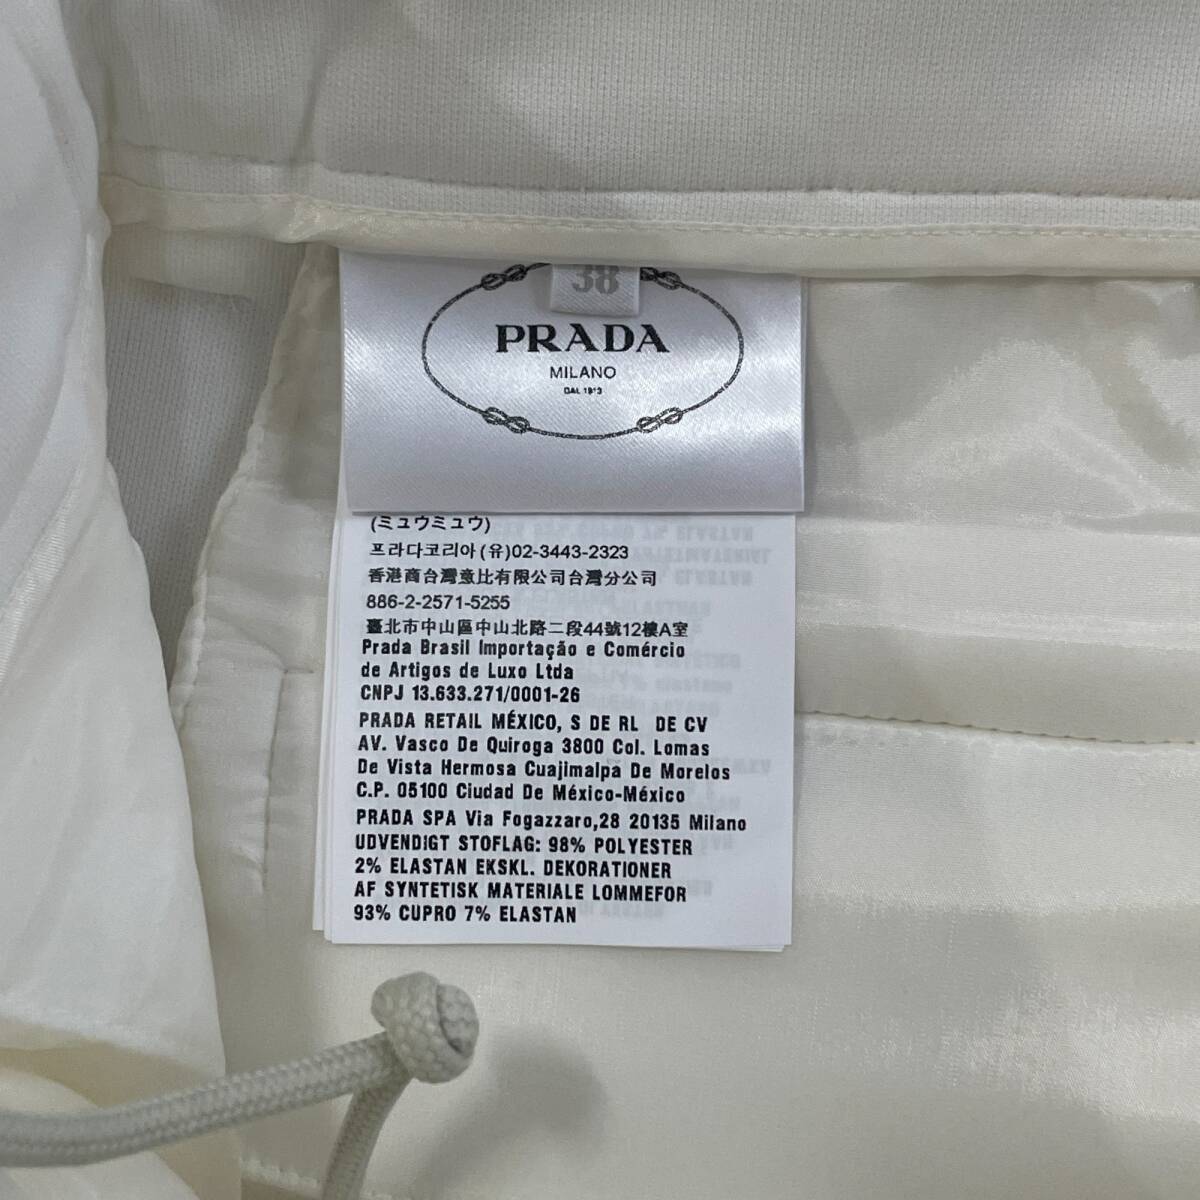 38
PRADA
MILANO
DAL 1913
(ミュウミュウ)
프라다코리아 (유)02-3443-2323
香港商台灣意比有限公司台灣分公司
886-2-2571-5255
臺北市中山區中山北路二段44號12樓A室
Prada Brasil Importação e Comércio
de Artigos de Luxo Ltda
CNPJ 13.633.271/0001-26
PRADA RETAIL MÉXICO, S DE RL DE CV
AV. Vasco De Quiroga 3800 Col. Lomas
De Vista Hermosa Cuajimalpa De Morelos
C.P. 05100 Ciudad De México-México
PRADA SPA Via Fogazzaro,28 20135 Milano
UDVENDIGT STOFLAG: 98% POLYESTER
2% ELASTAN EKSKL. DEKORATIONER
AF SYNTETISK MATERIALE LOMMEFOR
93% CUPRO 7% ELASTAN